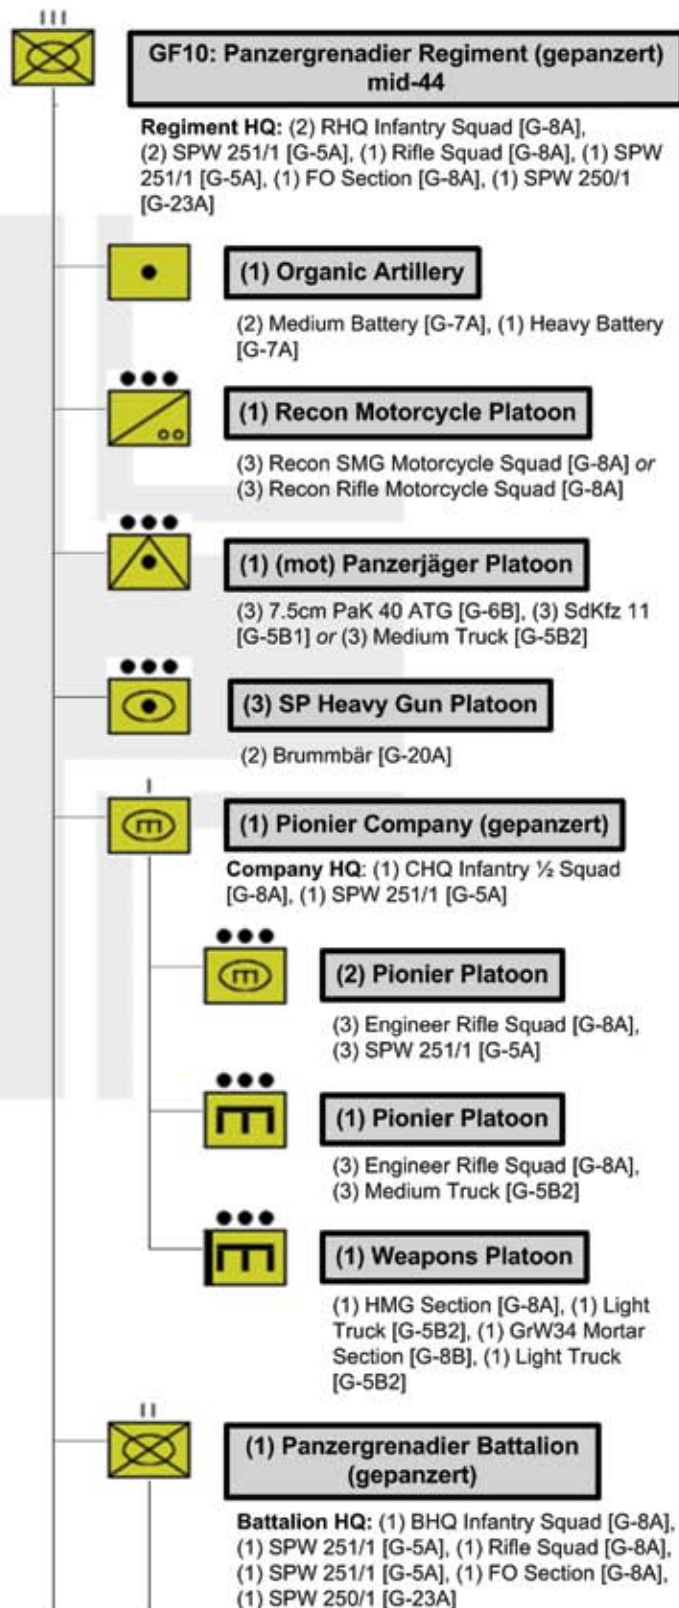 GF10: Panzergrenadier Regiment (gepanzert)
mid-44
Regiment HQ: (2) RHQ Infantry Squad [G-8A],
(2) SPW 251/1 [G-5A], (1) Rifle Squad [G-8A], (1) SPW
251/1 [G-5A], (1) FO Section [G-8A], (1) SPW 250/1
[G-23A]
(1) Organic Artillery
(2) Medium Battery [G-7A], (1) Heavy Battery
[G-7A]
(1) Recon Motorcycle Platoon
(3) Recon SMG Motorcycle Squad [G-8A] or
(3) Recon Rifle Motorcycle Squad [G-8A]
(1) (mot) Panzerjäger Platoon
(3) 7.5cm PaK 40 ATG [G-6B], (3) SdKfz 11
[G-5B1] or (3) Medium Truck [G-5B2]
(3) SP Heavy Gun Platoon
(2) Brummbär [G-20A]
(1) Pionier Company (gepanzert)
Company HQ: (1) CHQ Infantry ½ Squad
[G-8A], (1) SPW 251/1 [G-5A]
(2) Pionier Platoon
(3) Engineer Rifle Squad [G-8A],
(3) SPW 251/1 [G-5A]
(1) Pionier Platoon
(3) Engineer Rifle Squad [G-8A],
(3) Medium Truck [G-5B2]
(1) Weapons Platoon
(1) HMG Section [G-8A], (1) Light
Truck [G-5B2], (1) GrW34 Mortar
Section [G-8B], (1) Light Truck
[G-5B2]
(1) Panzergrenadier Battalion
(gepanzert)
Battalion HQ: (1) BHQ Infantry Squad [G-8A],
(1) SPW 251/1 [G-5A], (1) Rifle Squad [G-8A],
(1) SPW 251/1 [G-5A], (1) FO Section [G-8A],
(1) SPW 250/1 [G-23A]